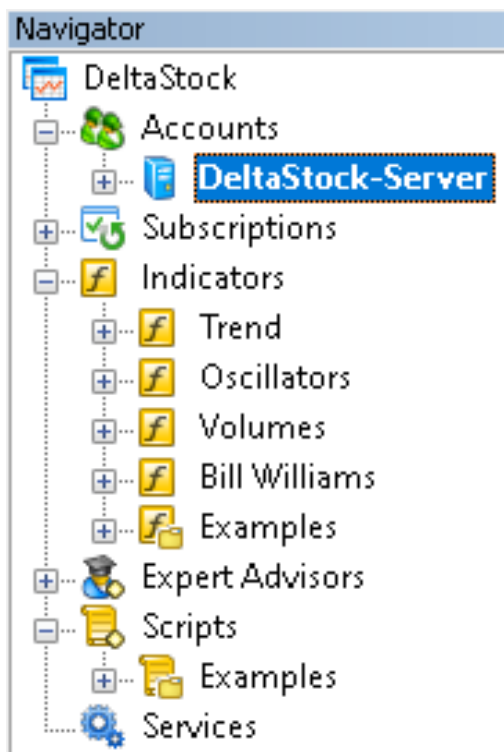 Navigator
DeltaStock
Accounts
DeltaStock-Server
Subscriptions
Indicators
Trend
Oscillators
Volumes
Bill Williams
Examples
Expert Advisors
Scripts
Examples
Services